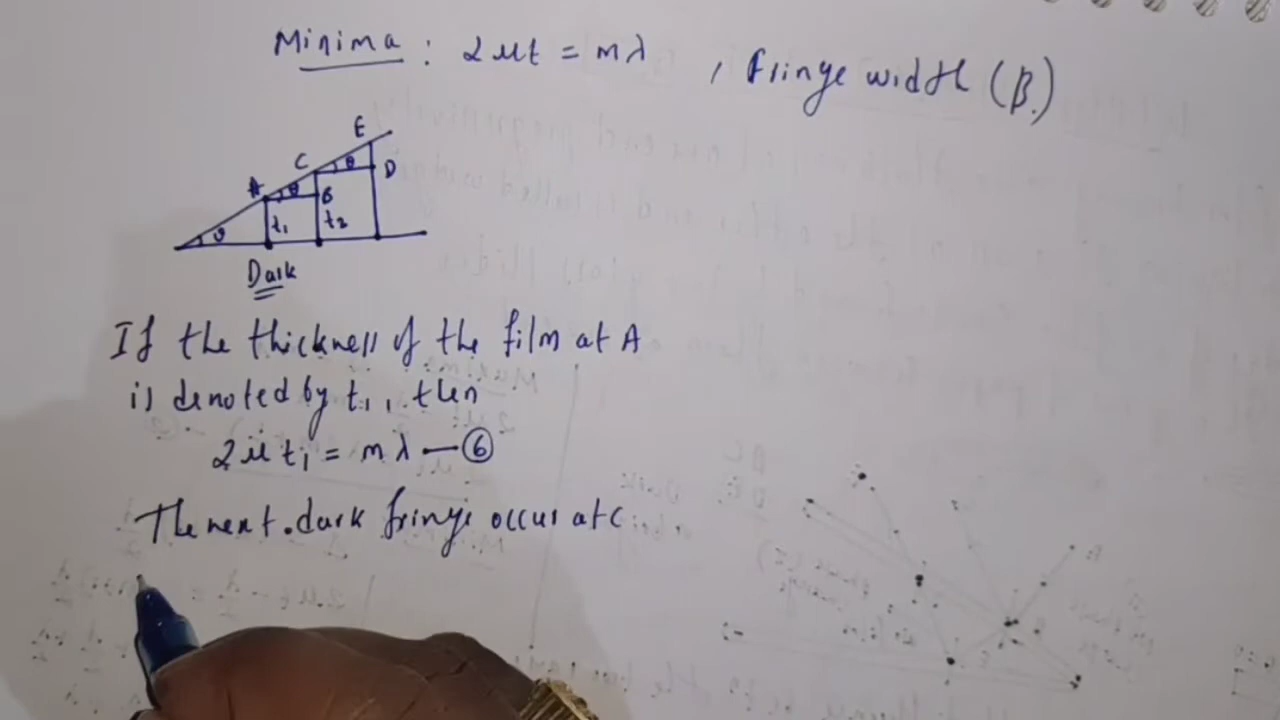 Minima : 2μt = mλ , Fringe width (β.)
E
C θ D
A θ B
θ t₁ t₂
Dark
If the thickness of the film at A
is denoted by t₁, then
2μt₁ = mλ — ⑥
The next.dark fringe occur at C